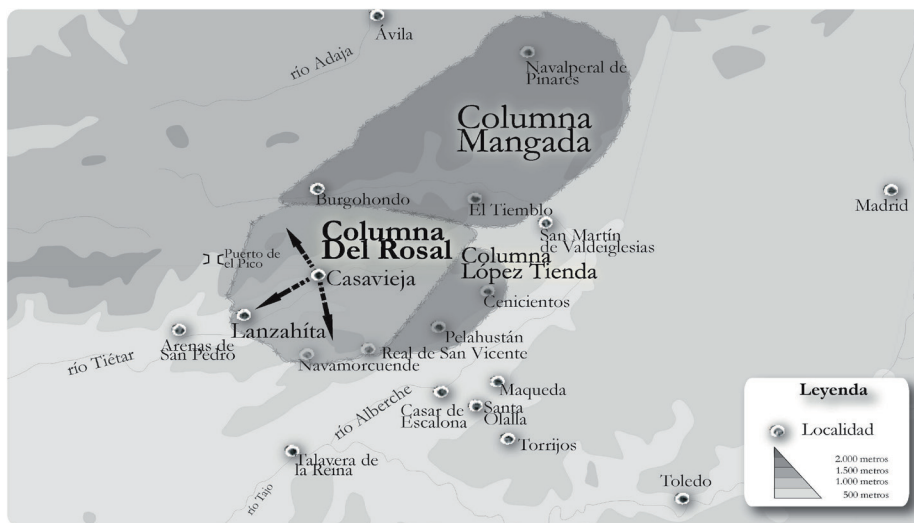 Ávila
río Adaja
Navalperal de
Pinares
Columna
Mangada
Burgohondo
El Tiemblo
Madrid
San Martín
de Valdeiglesias
Columna
Del Rosal
Columna
López Tienda
Puerto de
el Pico
Casavieja
Cenicientos
Lanzahíta
Pelahustán
Arenas de
San Pedro
río Tiétar
Real de San Vicente
Navamorcuende
Maqueda
río Alberche
Casar de
Escalona
Santa
Olalla
Torrijos
Talavera de
la Reina
río Tajo
Toledo
Leyenda
Localidad
2.000 metros
1.500 metros
1.000 metros
500 metros